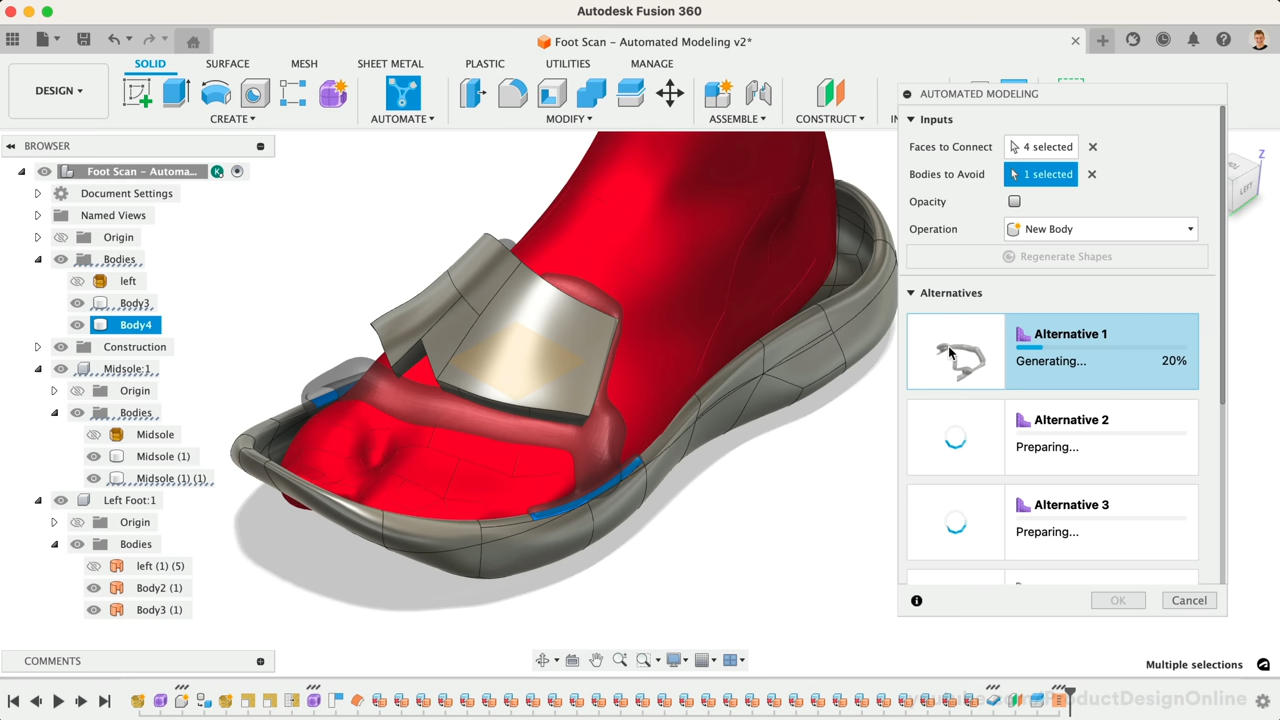 Autodesk Fusion 360
Foot Scan – Automated Modeling v2*
SOLID
SURFACE
MESH
SHEET METAL
PLASTIC
UTILITIES
MANAGE
DESIGN
CREATE
AUTOMATE
MODIFY
ASSEMBLE
CONSTRUCT
BROWSER
Foot Scan – Automa...
K
Document Settings
Named Views
Origin
Bodies
left
Body3
Body4
Construction
Midsole:1
Origin
Bodies
Midsole
Midsole (1)
Midsole (1) (1)
Left Foot:1
Origin
Bodies
left (1) (5)
Body2 (1)
Body3 (1)
COMMENTS
AUTOMATED MODELING
Inputs
Faces to Connect
4 selected
Bodies to Avoid
1 selected
Opacity
Operation
New Body
Regenerate Shapes
Alternatives
Alternative 1
Generating...
20%
Alternative 2
Preparing...
Alternative 3
Preparing...
OK
Cancel
Z
LEFT
Multiple selections